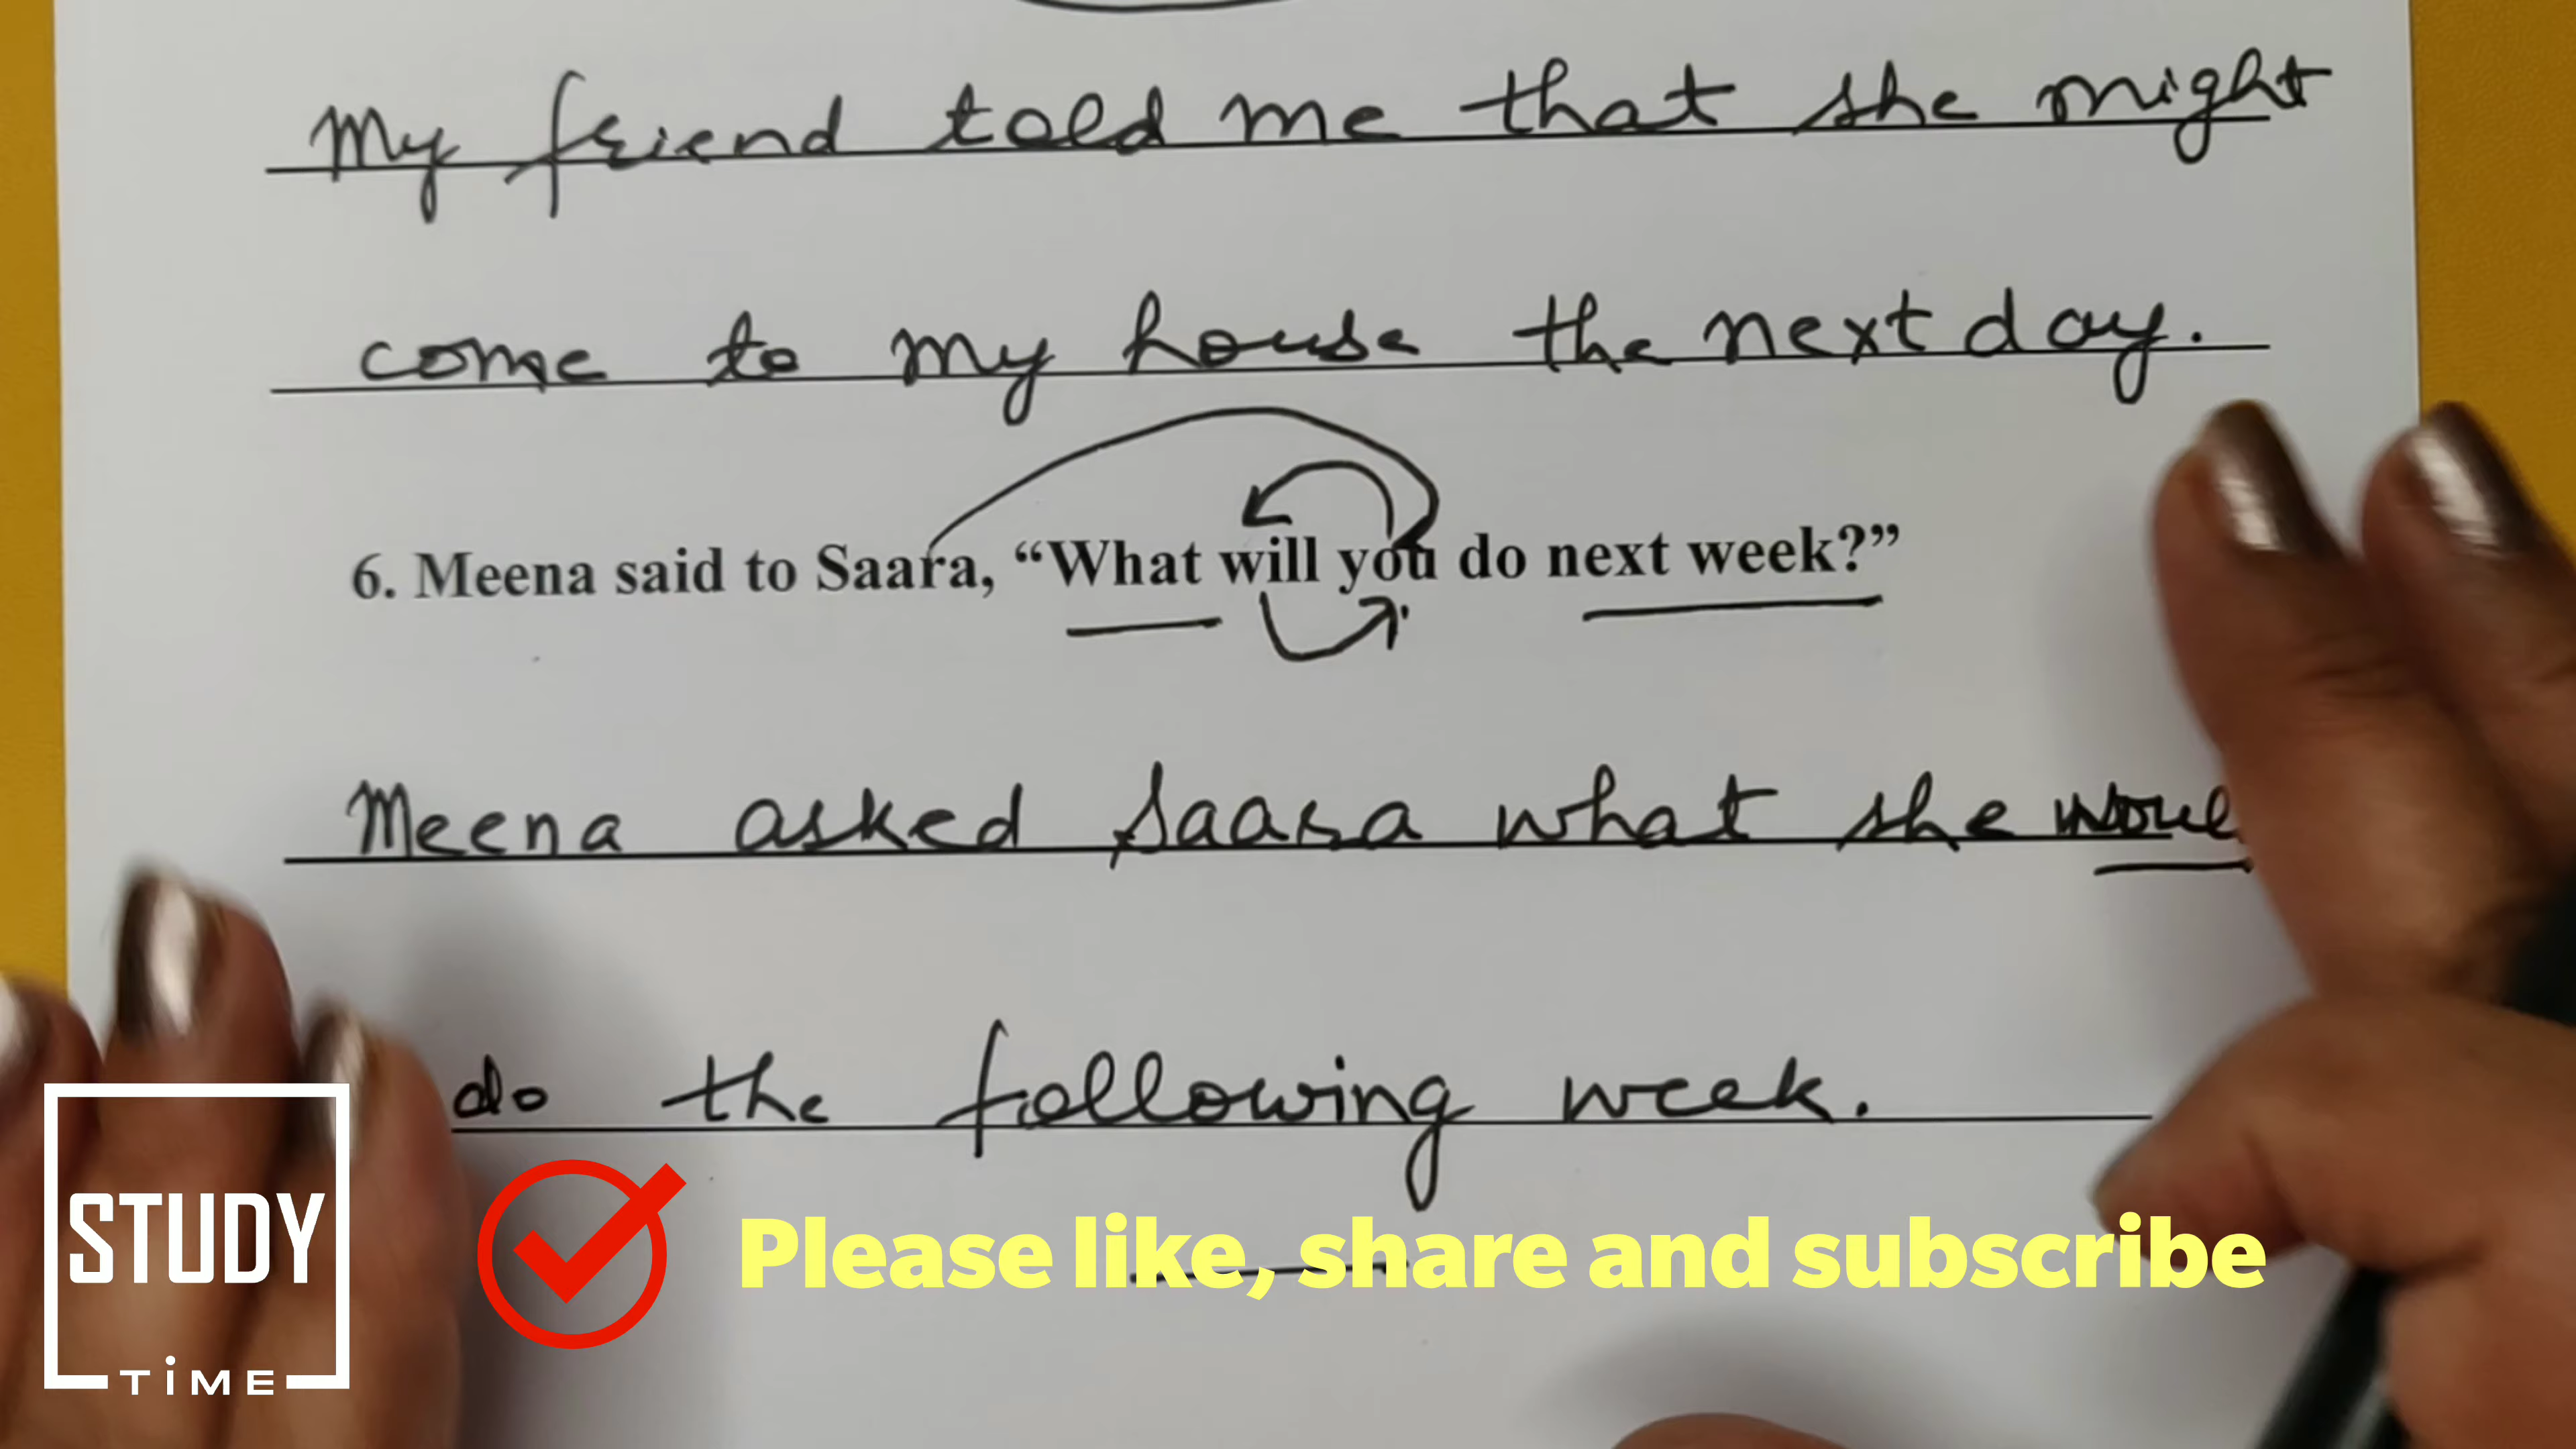 My friend told me that she might
come to my house the next day.
6. Meena said to Saara, “What will you do next week?”
Meena asked Saara what she woul
do the following week.
STUDY
TiME
Please like, share and subscribe